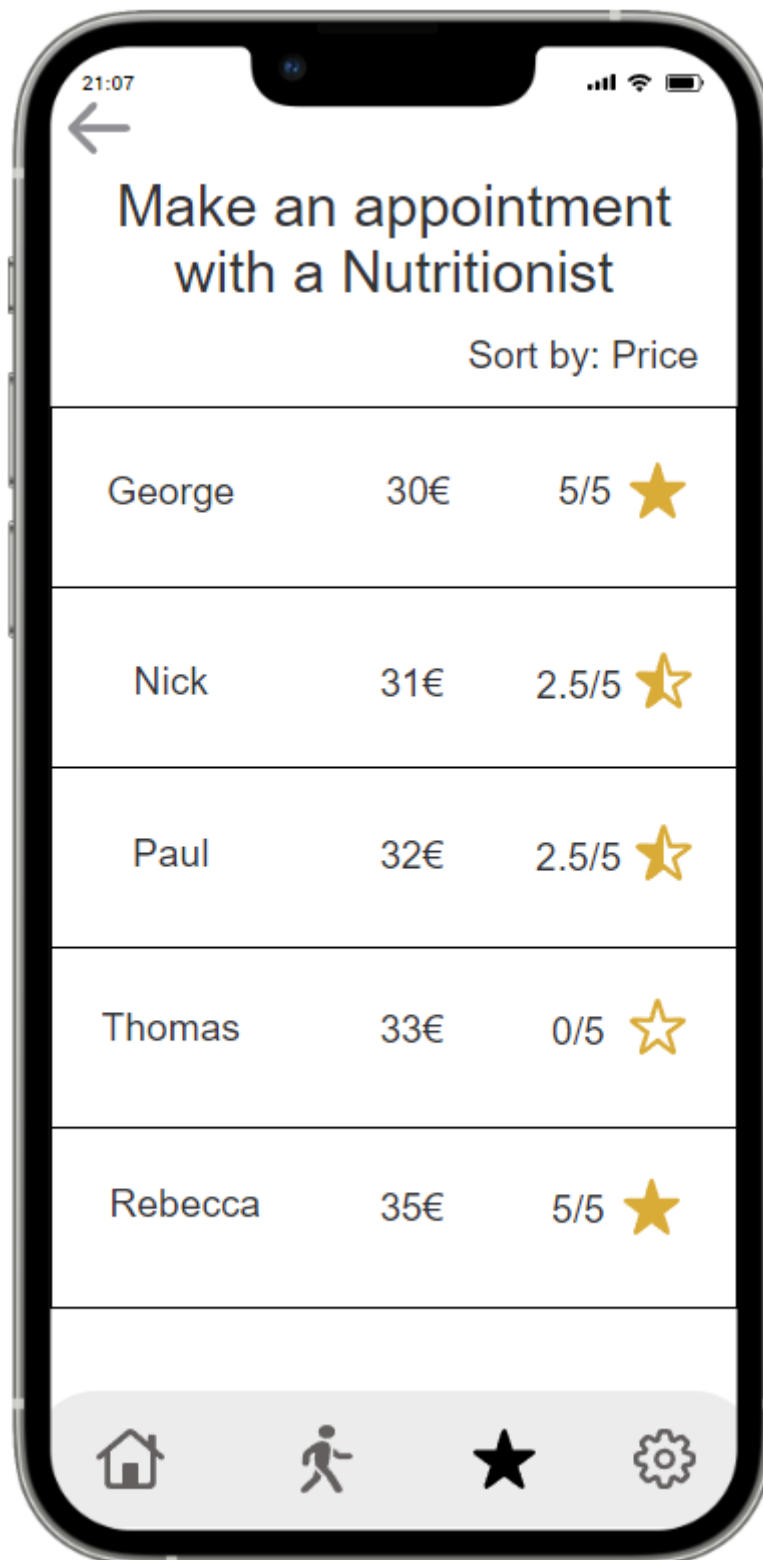 21:07
Make an appointment
with a Nutritionist
Sort by: Price
George 30€ 5/5
Nick 31€ 2.5/5
Paul 32€ 2.5/5
Thomas 33€ 0/5
Rebecca 35€ 5/5